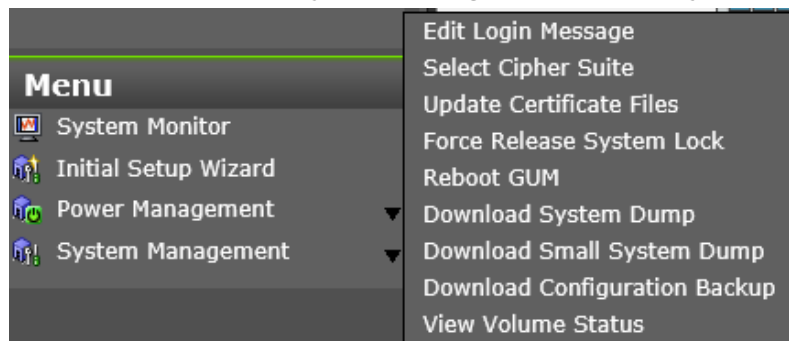 Menu
System Monitor
Initial Setup Wizard
Power Management
System Management
Edit Login Message
Select Cipher Suite
Update Certificate Files
Force Release System Lock
Reboot GUM
Download System Dump
Download Small System Dump
Download Configuration Backup
View Volume Status